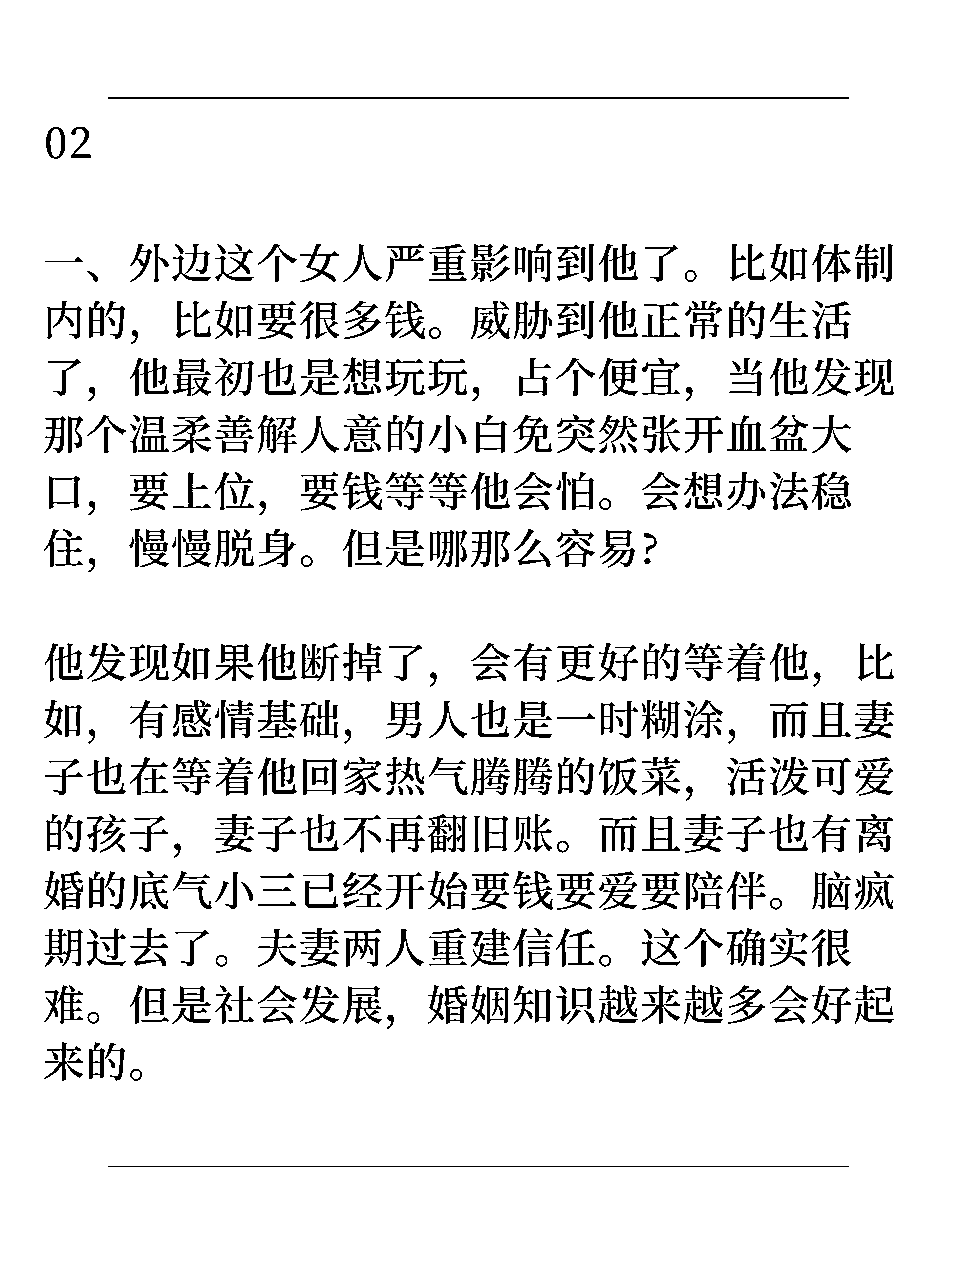 02
一、外边这个女人严重影响到他了。比如体制
内的，比如要很多钱。威胁到他正常的生活
了，他最初也是想玩玩，占个便宜，当他发现
那个温柔善解人意的小白免突然张开血盆大
口，要上位，要钱等等他会怕。会想办法稳
住，慢慢脱身。但是哪那么容易？
他发现如果他断掉了，会有更好的等着他，比
如，有感情基础，男人也是一时糊涂，而且妻
子也在等着他回家热气腾腾的饭菜，活泼可爱
的孩子，妻子也不再翻旧账。而且妻子也有离
婚的底气小三已经开始要钱要爱要陪伴。脑疯
期过去了。夫妻两人重建信任。这个确实很
难。但是社会发展，婚姻知识越来越多会好起
来的。